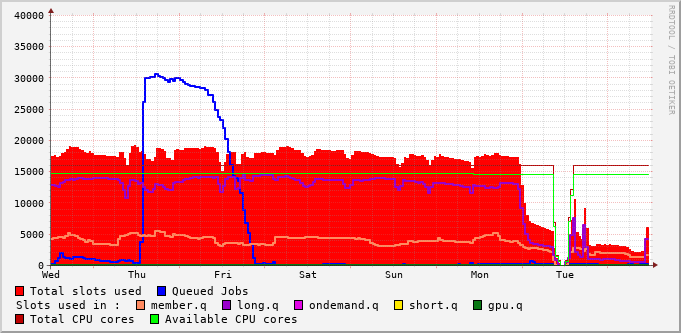 40000
35000
30000
25000
20000
15000
10000
5000
0
Wed Thu Fri Sat Sun Mon Tue
Total slots used Queued Jobs
Slots used in : member.q long.q ondemand.q short.q gpu.q
Total CPU cores Available CPU cores
RRDTOOL / TOBI OETIKER